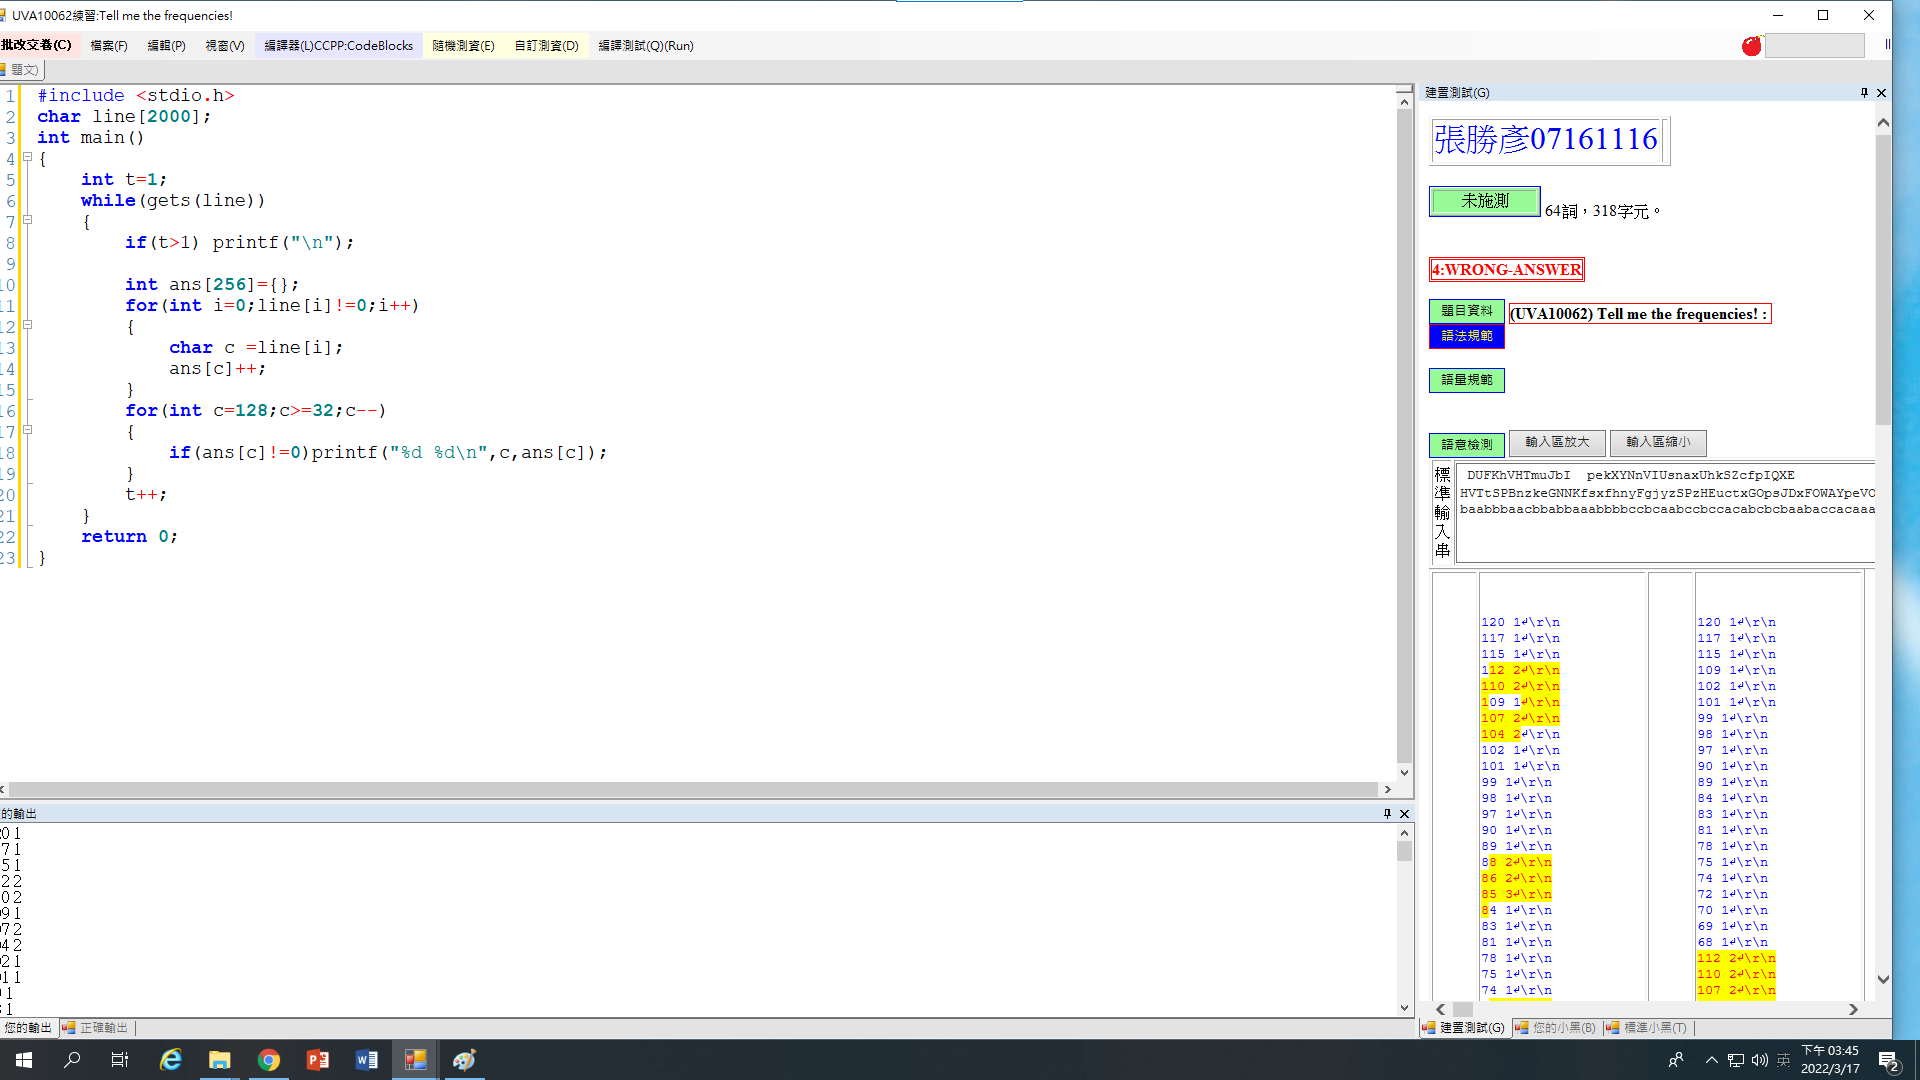 UVA10062練習:Tell me the frequencies!
批改交卷(C) 檔案(F) 編輯(P) 視窗(V) 編譯器(L)CCPP:CodeBlocks 隨機測資(E) 自訂測資(D) 編譯測試(Q)(Run)
題文)
1 #include <stdio.h>
2 char line[2000];
3 int main()
4 {
5 int t=1;
6 while(gets(line))
7 {
8 if(t>1) printf("\n");
9
10 int ans[256]={};
11 for(int i=0;line[i]!=0;i++)
12 {
13 char c =line[i];
14 ans[c]++;
15 }
16 for(int c=128;c>=32;c--)
17 {
18 if(ans[c]!=0)printf("%d %d\n",c,ans[c]);
19 }
20 t++;
21 }
22 return 0;
23 }
的輸出
20 1
7 1
5 1
2 2
0 2
9 1
07 2
04 2
2 1
1 1
1
1
您的輸出 正確輸出
建置測試(G)
張勝彥07161116
未施測 64詞，318字元。
4:WRONG-ANSWER
題目資料 (UVA10062) Tell me the frequencies! :
語法規範
語量規範
語意檢測 輸入區放大 輸入區縮小
標準輸入串
DUFKhVHTmuJbI pekXYNnVIUsnaxUhkSZcfpIQXE
HVTtSPBnzkeGNNKfsxfhnyFgjyzSPzHEuctxGOpsJDxFOWAYpeVO
baabbbaacbbabbaaabbbbccbcaabccbccacabcbcbaabaccacaaa
120 1↲\r\n
117 1↲\r\n
115 1↲\r\n
112 2↲\r\n
110 2↲\r\n
109 1↲\r\n
107 2↲\r\n
104 2↲\r\n
102 1↲\r\n
101 1↲\r\n
99 1↲\r\n
98 1↲\r\n
97 1↲\r\n
90 1↲\r\n
89 1↲\r\n
88 2↲\r\n
86 2↲\r\n
85 3↲\r\n
84 1↲\r\n
83 1↲\r\n
81 1↲\r\n
78 1↲\r\n
75 1↲\r\n
74 1↲\r\n
120 1↲\r\n
117 1↲\r\n
115 1↲\r\n
109 1↲\r\n
102 1↲\r\n
101 1↲\r\n
99 1↲\r\n
98 1↲\r\n
97 1↲\r\n
90 1↲\r\n
89 1↲\r\n
84 1↲\r\n
83 1↲\r\n
81 1↲\r\n
78 1↲\r\n
75 1↲\r\n
74 1↲\r\n
72 1↲\r\n
70 1↲\r\n
69 1↲\r\n
68 1↲\r\n
112 2↲\r\n
110 2↲\r\n
107 2↲\r\n
建置測試(G) 您的小黑(B) 標準小黑(T)
英
下午 03:45
2022/3/17
2